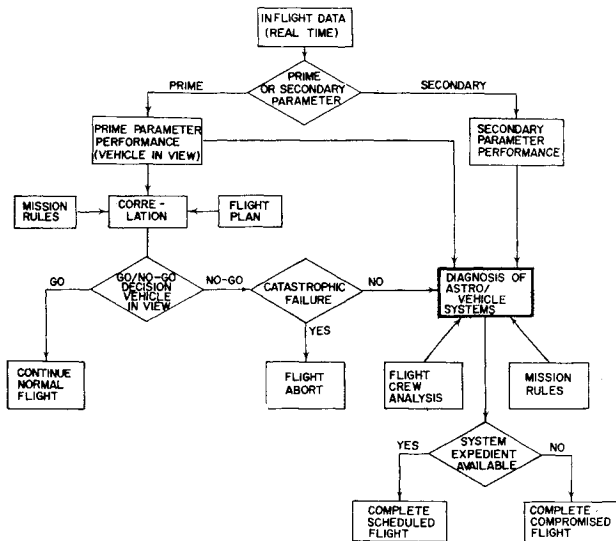 INFLIGHT DATA
(REAL TIME)
PRIME
OR SECONDARY
PARAMETER
PRIME
SECONDARY
PRIME PARAMETER
PERFORMANCE
(VEHICLE IN VIEW)
SECONDARY
PARAMETER
PERFORMANCE
MISSION
RULES
CORRE-
LATION
FLIGHT
PLAN
GO
GO/NO-GO
DECISION
VEHICLE
IN VIEW
NO-GO
CATASTROPHIC
FAILURE
NO
DIAGNOSIS OF
ASTRO/
VEHICLE
SYSTEMS
YES
CONTINUE
NORMAL
FLIGHT
FLIGHT
ABORT
FLIGHT
CREW
ANALYSIS
MISSION
RULES
YES
SYSTEM
EXPEDIENT
AVAILABLE
NO
COMPLETE
SCHEDULED
FLIGHT
COMPLETE
COMPROMISED
FLIGHT